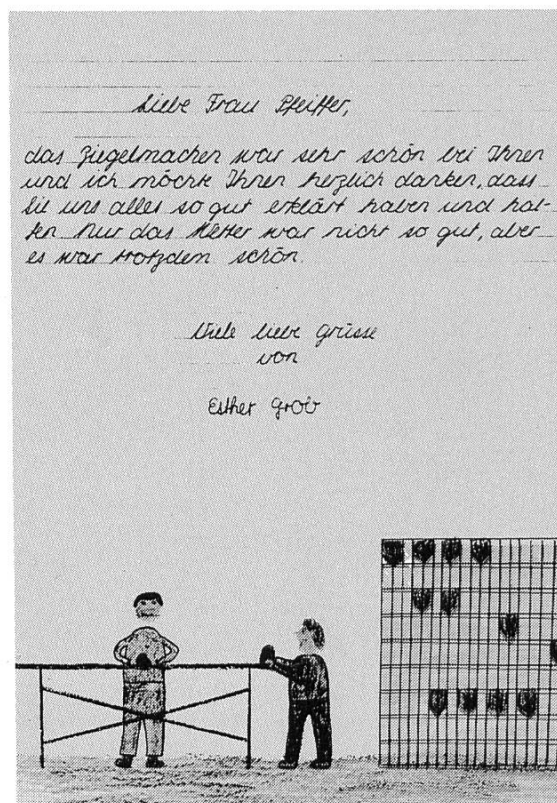 Liebe Frau Pfeiffer,
das Ziegelmachen war sehr schön bei Ihnen
und ich möchte Ihnen herzlich danken, dass
Sie uns alles so gut erklärt haben und hal-
fen. Nur das Wetter war nicht so gut, aber
es war trotzdem schön.
Viele liebe Grüsse
von
Esther Grob